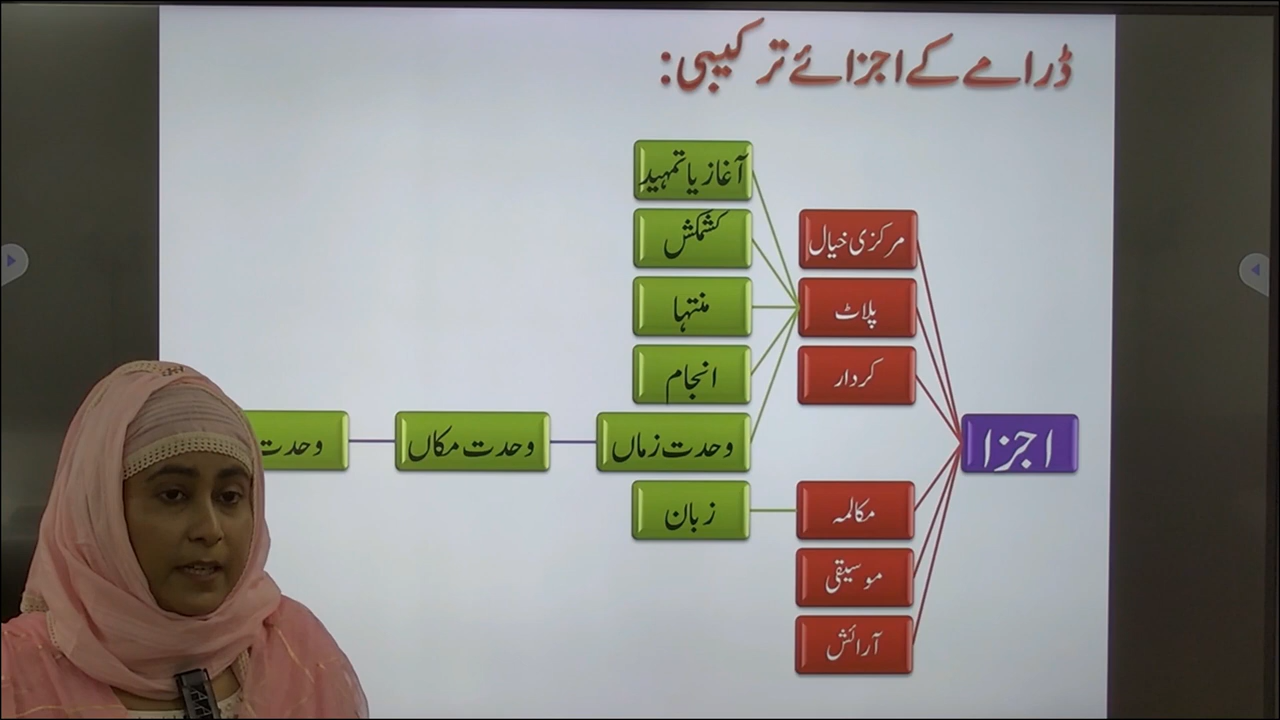 ڈرامے کے اجزائے ترکیبی:
اجزا
مرکزی خیال
پلاٹ
آغاز یا تمہید
کشمکش
منتہا
انجام
وحدت زماں
وحدت مکاں
وحدت
کردار
مکالمہ
زبان
موسیقی
آرائش